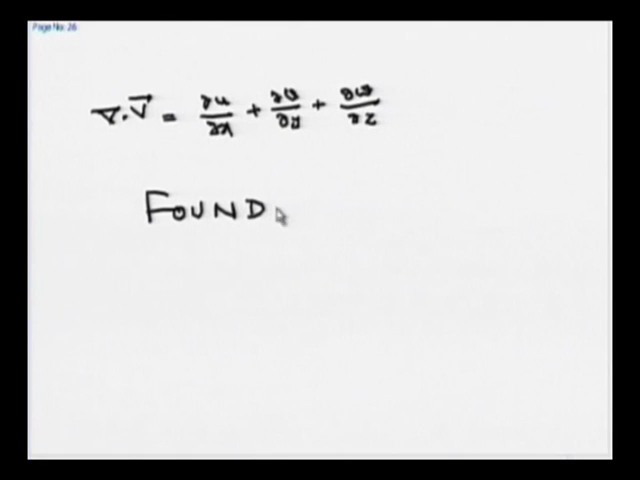 Page No: 26
∇·V⃗ = ∂u/∂x + ∂v/∂y + ∂w/∂z
FOUND